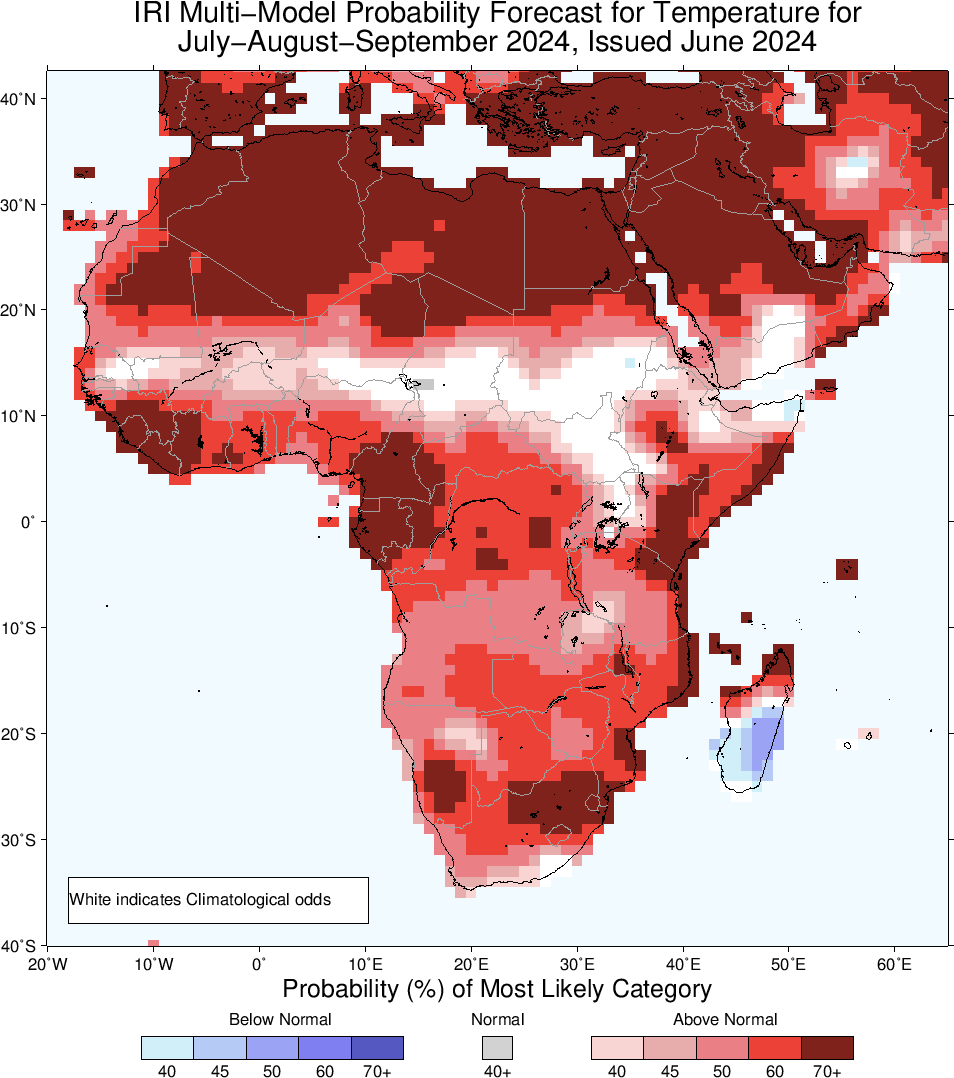 IRI Multi−Model Probability Forecast for Temperature for
July−August−September 2024, Issued June 2024
40˚N
30˚N
20˚N
10˚N
0˚
10˚S
20˚S
30˚S
White indicates Climatological odds
40˚S
20˚W 10˚W 0˚ 10˚E 20˚E 30˚E 40˚E 50˚E 60˚E
Probability (%) of Most Likely Category
Below Normal Normal Above Normal
40 45 50 60 70+ 40+ 40 45 50 60 70+